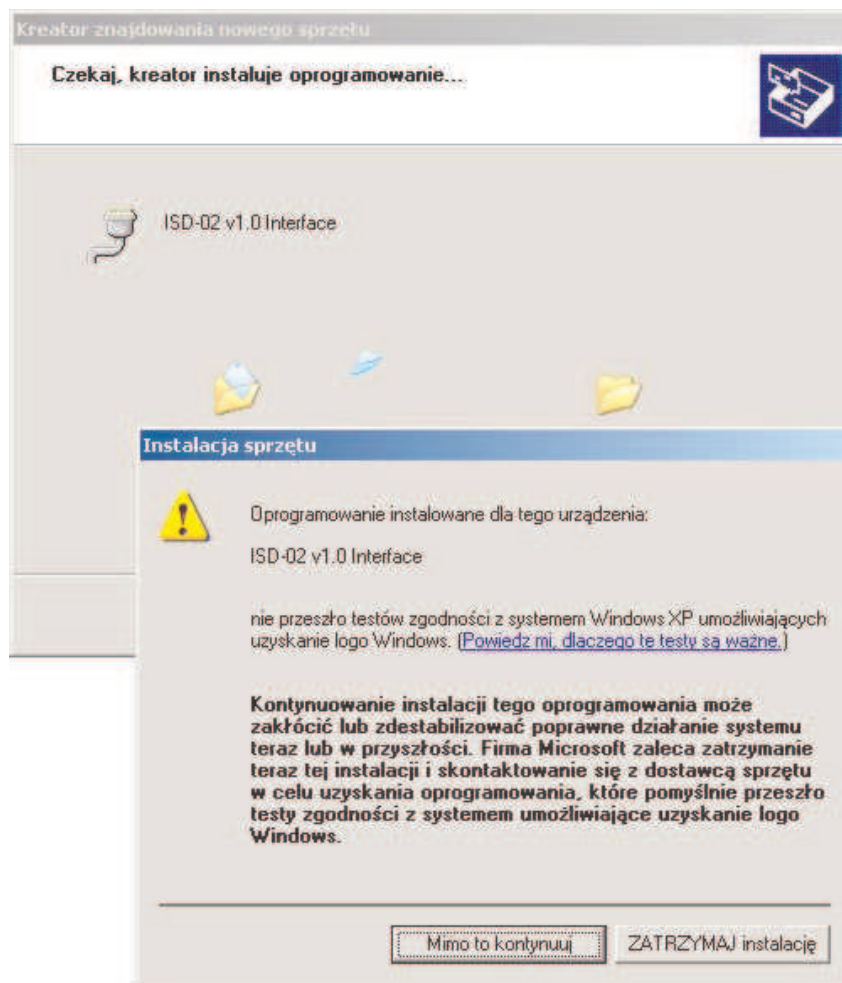 Kreator znajdowania nowego sprzętu
Czekaj, kreator instaluje oprogramowanie...
ISD-02 v1.0 Interface
Instalacja sprzętu
Oprogramowanie instalowane dla tego urządzenia:
ISD-02 v1.0 Interface
nie przeszło testów zgodności z systemem Windows XP umożliwiających
uzyskanie logo Windows. (Powiedz mi, dlaczego te testy są ważne.)
Kontynuowanie instalacji tego oprogramowania może
zakłócić lub zdestabilizować poprawne działanie systemu
teraz lub w przyszłości. Firma Microsoft zaleca zatrzymanie
teraz tej instalacji i skontaktowanie się z dostawcą sprzętu
w celu uzyskania oprogramowania, które pomyślnie przeszło
testy zgodności z systemem umożliwiające uzyskanie logo
Windows.
Mimo to kontynuuj
ZATRZYMAJ instalację